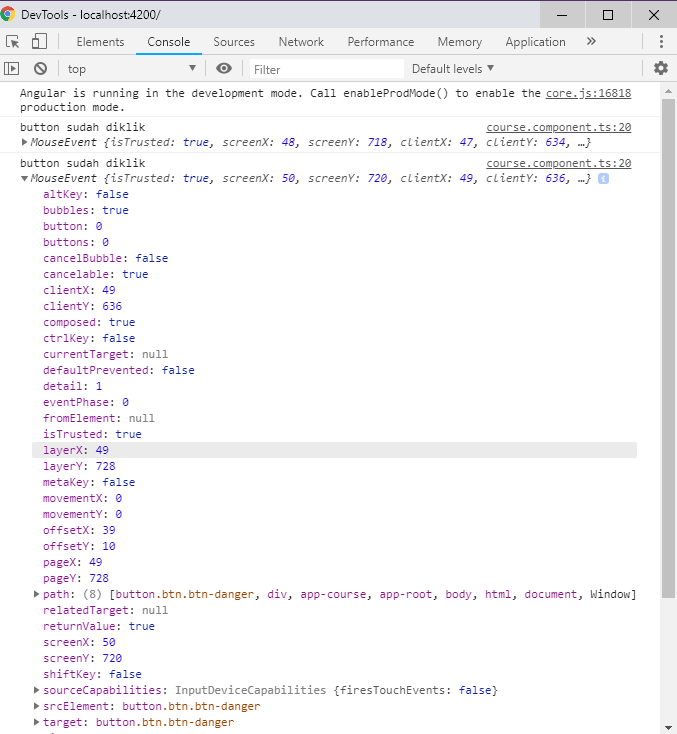 DevTools - localhost:4200/
Elements Console Sources Network Performance Memory Application »
top ▼ Filter Default levels ▼
Angular is running in the development mode. Call enableProdMode() to enable the core.js:16818
production mode.
button sudah diklik course.component.ts:20
▶MouseEvent {isTrusted: true, screenX: 48, screenY: 718, clientX: 47, clientY: 634, …}
button sudah diklik course.component.ts:20
▼MouseEvent {isTrusted: true, screenX: 50, screenY: 720, clientX: 49, clientY: 636, …} i
altKey: false
bubbles: true
button: 0
buttons: 0
cancelBubble: false
cancelable: true
clientX: 49
clientY: 636
composed: true
ctrlKey: false
currentTarget: null
defaultPrevented: false
detail: 1
eventPhase: 0
fromElement: null
isTrusted: true
layerX: 49
layerY: 728
metaKey: false
movementX: 0
movementY: 0
offsetX: 39
offsetY: 10
pageX: 49
pageY: 728
▶path: (8) [button.btn.btn-danger, div, app-course, app-root, body, html, document, Window]
relatedTarget: null
returnValue: true
screenX: 50
screenY: 720
shiftKey: false
▶sourceCapabilities: InputDeviceCapabilities {firesTouchEvents: false}
▶srcElement: button.btn.btn-danger
▶target: button.btn.btn-danger